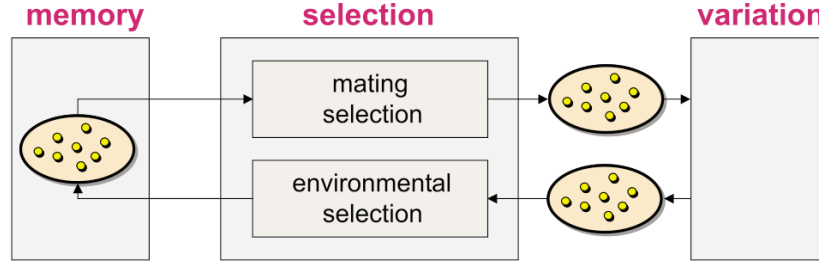 memory
selection
variation
mating
selection
environmental
selection